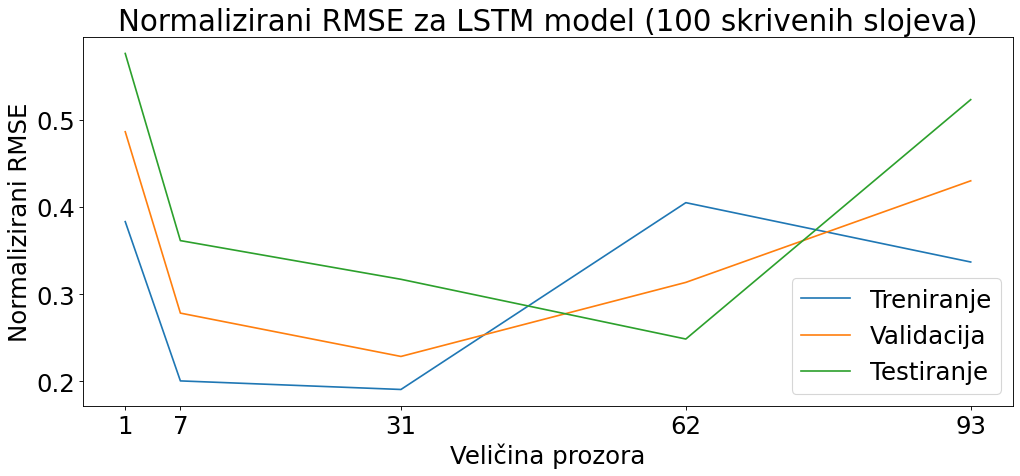 Normalizirani RMSE za LSTM model (100 skrivenih slojeva)
Normalizirani RMSE
0.5
0.4
0.3
0.2
Treniranje
Validacija
Testiranje
1 7 31 62 93
Veličina prozora